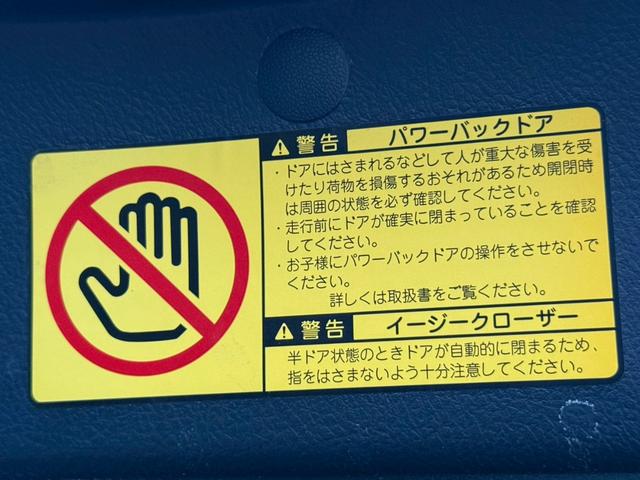 警告 パワーバックドア
・ドアにはさまれるなどして人が重大な傷害を受
けたり荷物を損傷するおそれがあるため開閉時
は周囲の状態を必ず確認してください。
・走行前にドアが確実に閉まっていることを確認
してください。
・お子様にパワーバックドアの操作をさせないで
ください。
詳しくは取扱書をご覧ください。
警告 イージークローザー
半ドア状態のときドアが自動的に閉まるため、
指をはさまないよう十分注意してください。